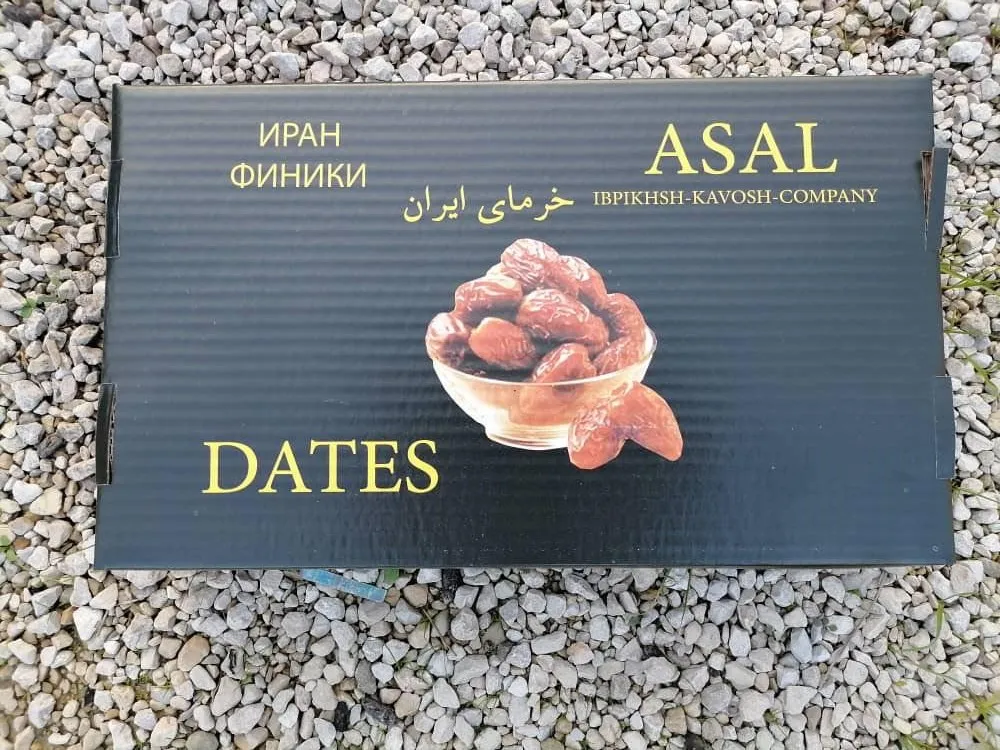 ИРАН
ФИНИКИ
ASAL
IBPIKHSH-KAVOSH-COMPANY
خرمای ایران
DATES